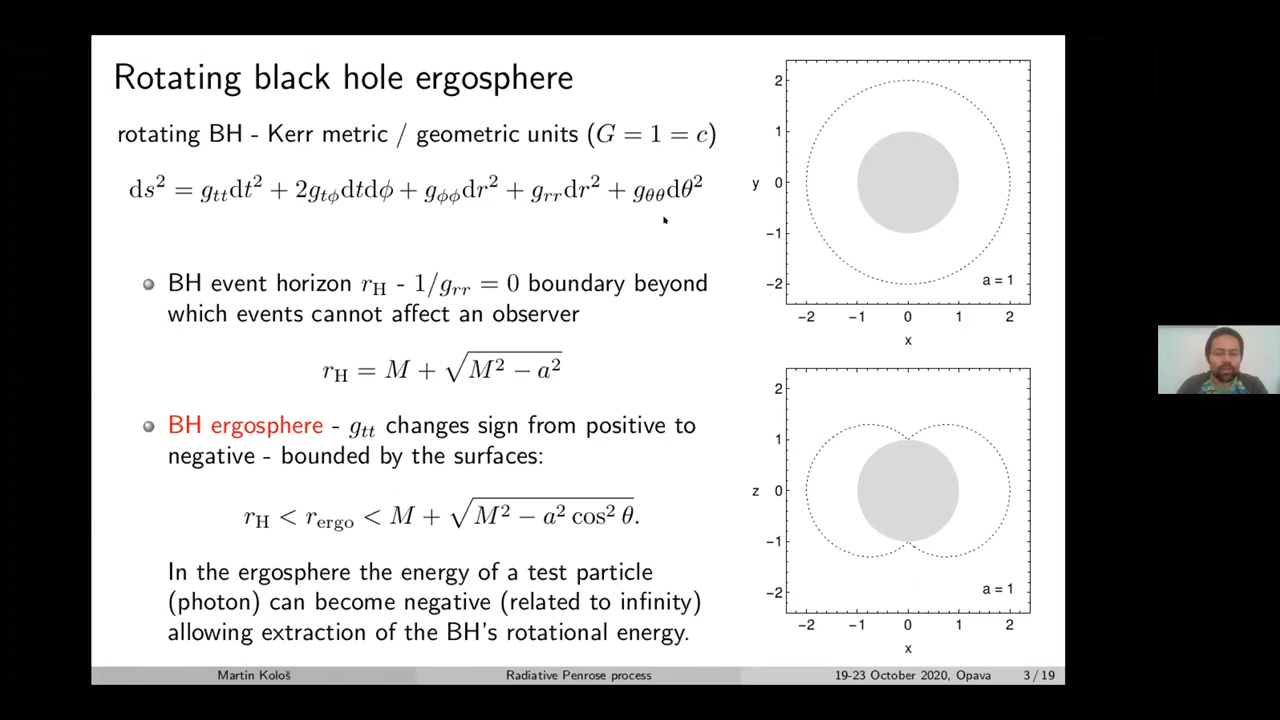 Rotating black hole ergosphere
rotating BH - Kerr metric / geometric units (G = 1 = c)
ds² = g_tt dt² + 2g_tϕ dtdϕ + g_ϕϕ dr² + g_rr dr² + g_θθ dθ²
BH event horizon r_H - 1/g_rr = 0 boundary beyond
which events cannot affect an observer
r_H = M + √(M² − a²)
BH ergosphere - g_tt changes sign from positive to
negative - bounded by the surfaces:
r_H < r_ergo < M + √(M² − a² cos² θ).
In the ergosphere the energy of a test particle
(photon) can become negative (related to infinity)
allowing extraction of the BH's rotational energy.
2
1
y 0
−1
−2
a = 1
−2 −1 0 1 2
x
2
1
z 0
−1
−2
a = 1
−2 −1 0 1 2
x
Martin Kološ Radiative Penrose process 19-23 October 2020, Opava 3 / 19